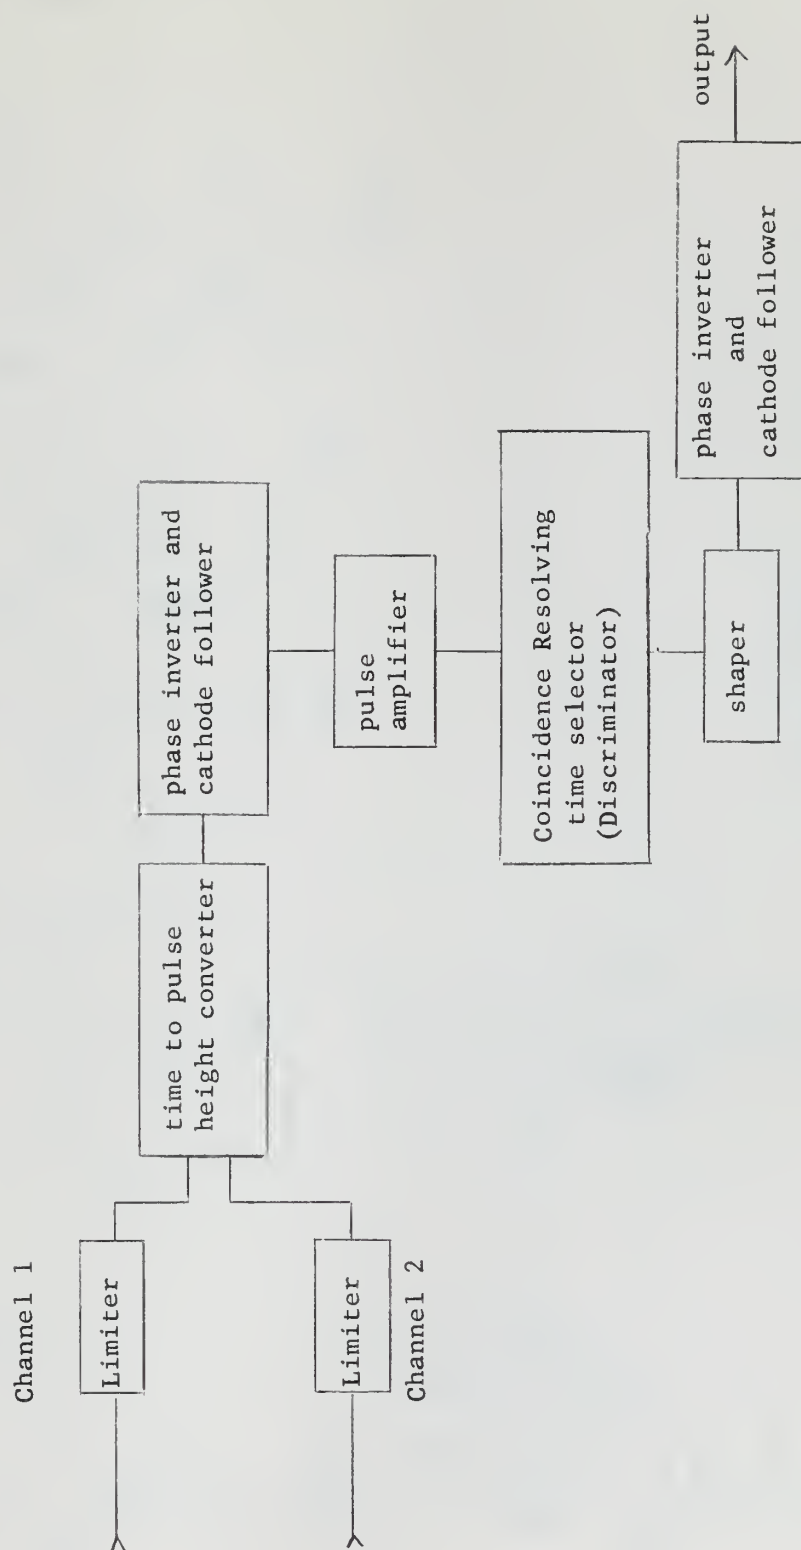 Channel 1
Limiter
Limiter
Channel 2
time to pulse
height converter
phase inverter and
cathode follower
pulse
amplifier
Coincidence Resolving
time selector
(Discriminator)
shaper
phase inverter
and
cathode follower
output